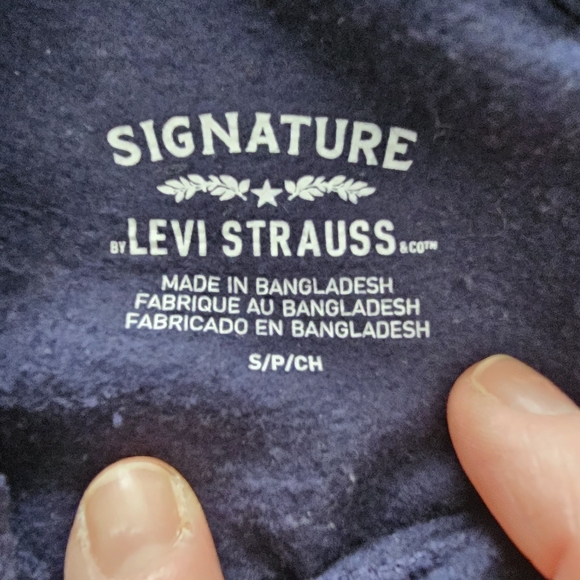 SIGNATURE
BY LEVI STRAUSS & CO™
MADE IN BANGLADESH
FABRIQUE AU BANGLADESH
FABRICADO EN BANGLADESH
S/P/CH